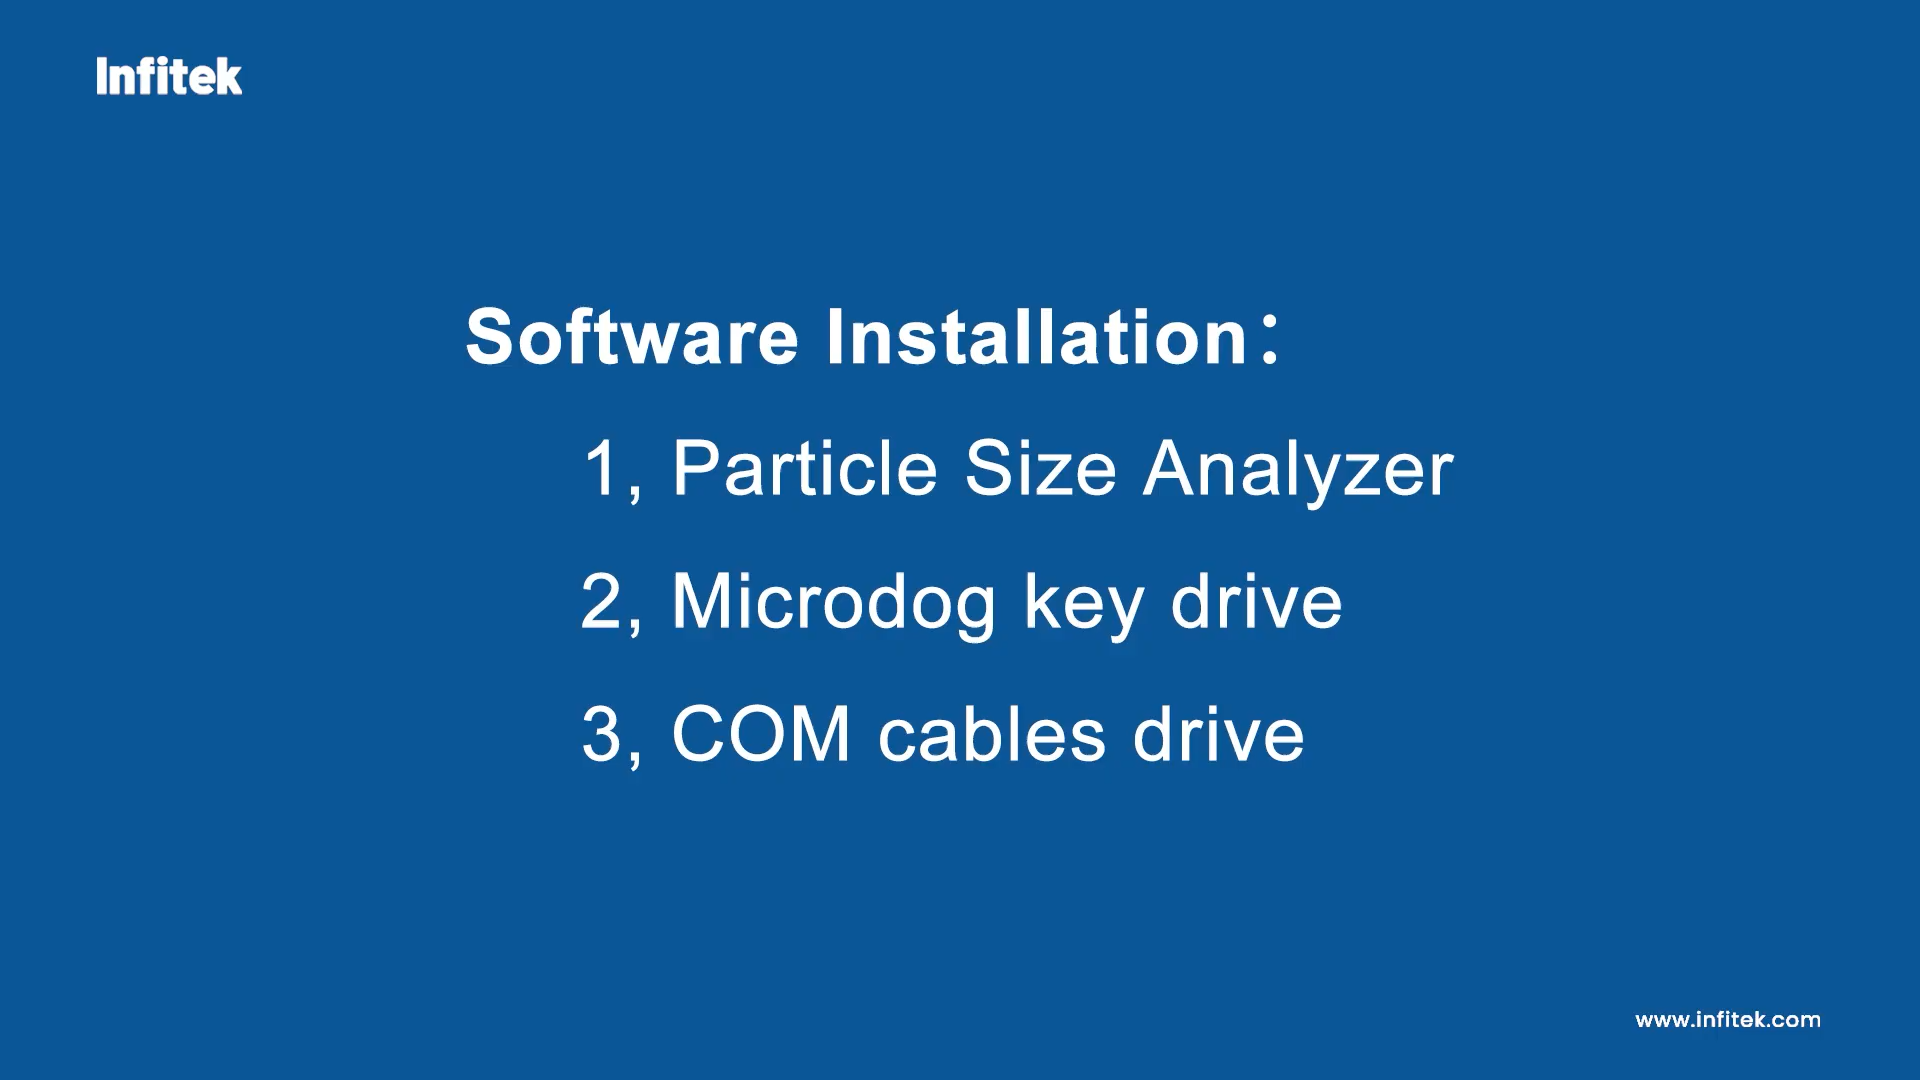 Infitek
Software Installation：
1, Particle Size Analyzer
2, Microdog key drive
3, COM cables drive
www.infitek.com